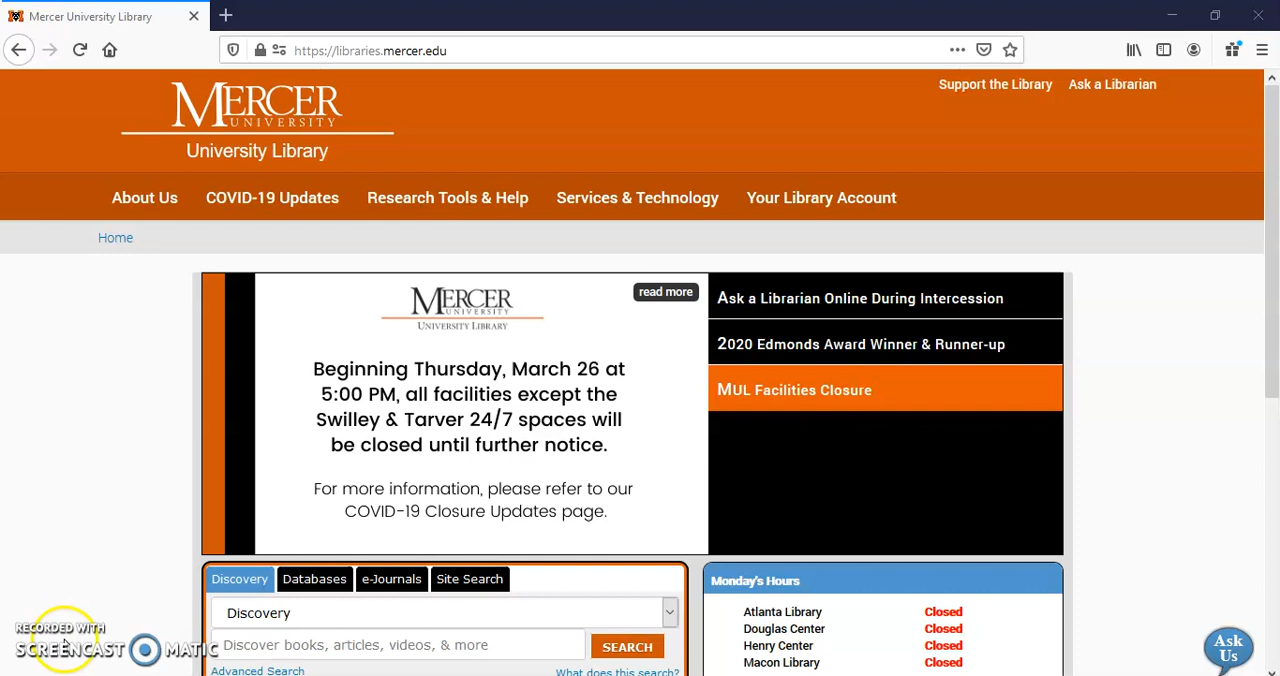 Mercer University Library
https://libraries.mercer.edu
Support the Library Ask a Librarian
MERCER
UNIVERSITY
University Library
About Us COVID-19 Updates Research Tools & Help Services & Technology Your Library Account
Home
MERCER
UNIVERSITY
UNIVERSITY LIBRARY
read more
Beginning Thursday, March 26 at
5:00 PM, all facilities except the
Swilley & Tarver 24/7 spaces will
be closed until further notice.
For more information, please refer to our
COVID-19 Closure Updates page.
Ask a Librarian Online During Intercession
2020 Edmonds Award Winner & Runner-up
MUL Facilities Closure
Discovery Databases e-Journals Site Search
Discovery
Discover books, articles, videos, & more SEARCH
Advanced Search What does this search?
Monday's Hours
Atlanta Library Closed
Douglas Center Closed
Henry Center Closed
Macon Library Closed
Ask
Us
RECORDED WITH
SCREENCAST MATIC